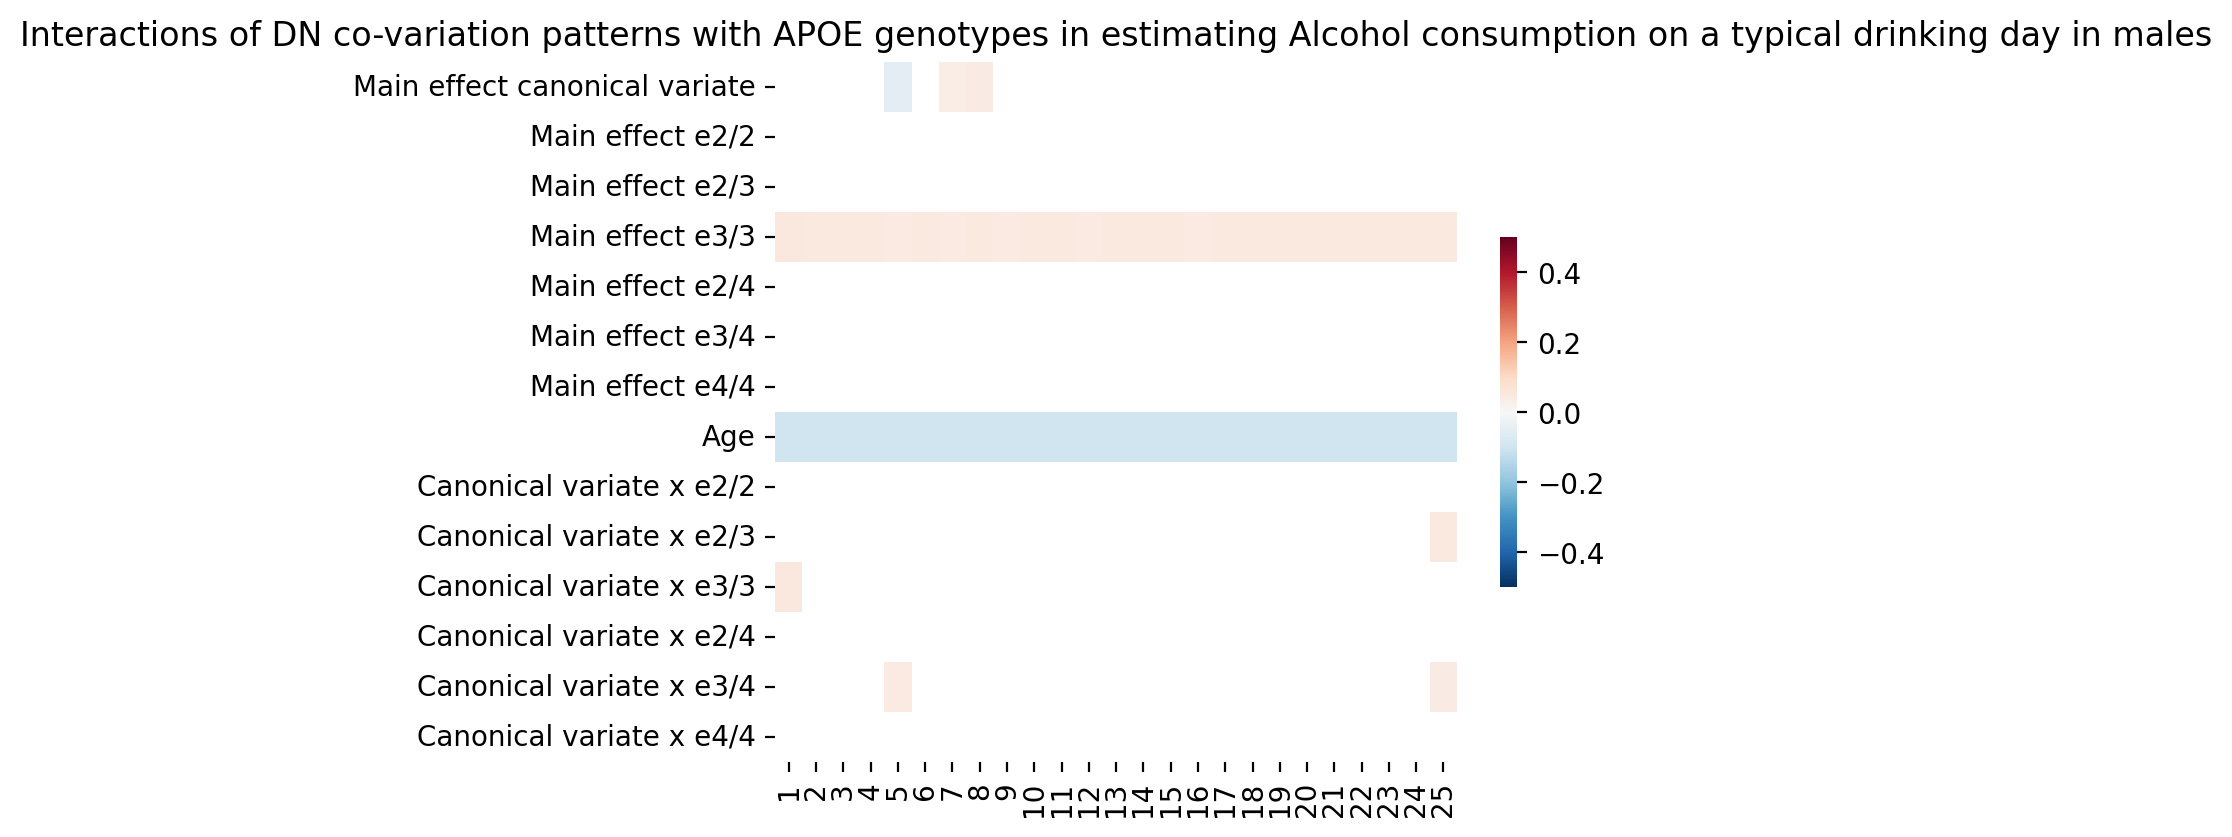 Interactions of DN co-variation patterns with APOE genotypes in estimating Alcohol consumption on a typical drinking day in males
Main effect canonical variate
Main effect e2/2
Main effect e2/3
Main effect e3/3
Main effect e2/4
Main effect e3/4
Main effect e4/4
Age
Canonical variate x e2/2
Canonical variate x e2/3
Canonical variate x e3/3
Canonical variate x e2/4
Canonical variate x e3/4
Canonical variate x e4/4
1 2 3 4 5 6 7 8 9 10 11 12 13 14 15 16 17 18 19 20 21 22 23 24 25
0.4
0.2
0.0
−0.2
−0.4